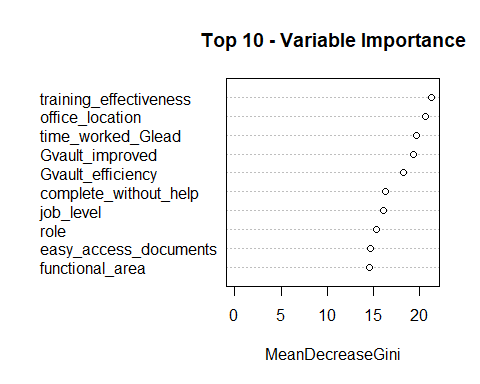 Top 10 - Variable Importance
training_effectiveness
office_location
time_worked_Glead
Gvault_improved
Gvault_efficiency
complete_without_help
job_level
role
easy_access_documents
functional_area
0 5 10 15 20
MeanDecreaseGini